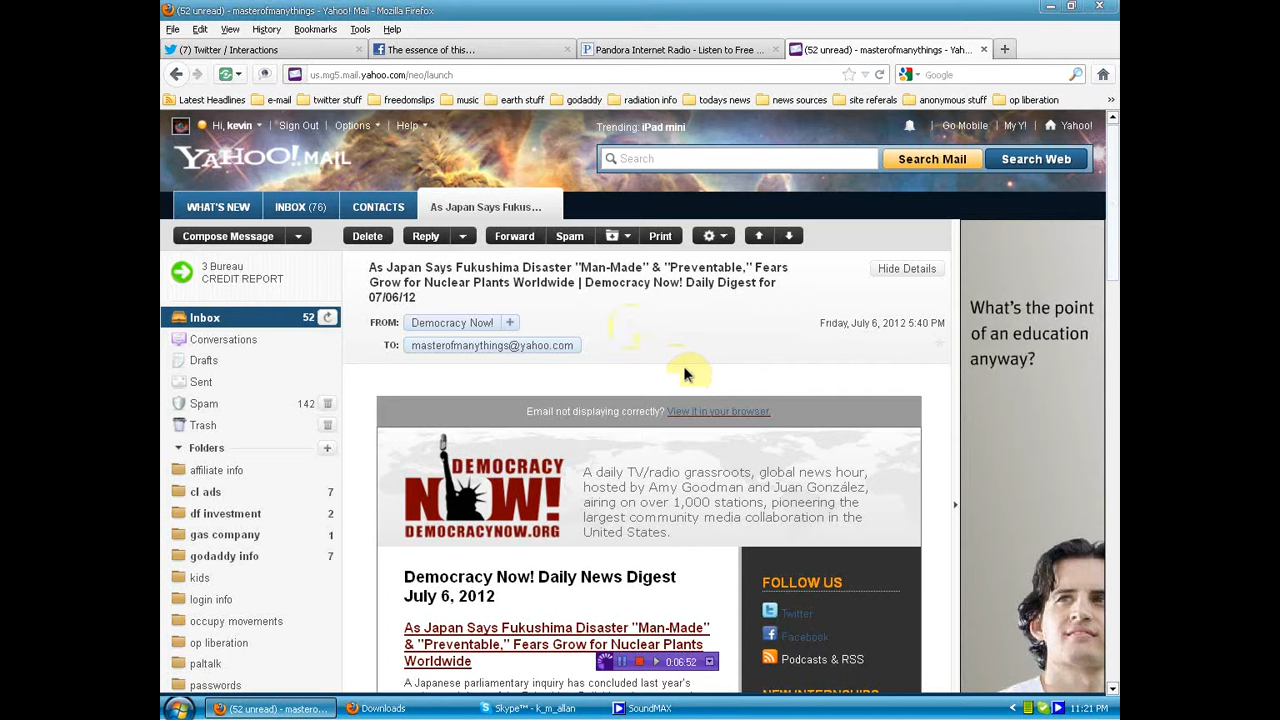 (52 unread) - masterofmanythings - Yahoo! Mail - Mozilla Firefox
File Edit View History Bookmarks Tools Help
(7) Twitter / Interactions
The essence of this...
Pandora Internet Radio - Listen to Free ...
(52 unread) - masterofmanythings - Yah...
us.mg5.mail.yahoo.com/neo/launch
Google
Latest Headlines e-mail twitter stuff freedomslips music earth stuff godaddy radiation info todays news news sources site referals anonymous stuff op liberation
Hi, kevin Sign Out Options Help
Trending: iPad mini
Go Mobile My Y! Yahoo!
YAHOO! MAIL
Search
Search Mail
Search Web
WHAT'S NEW INBOX (76) CONTACTS As Japan Says Fukus...
Compose Message Delete Reply Forward Spam Print
3 Bureau
CREDIT REPORT
Inbox 52
Conversations
Drafts
Sent
Spam 142
Trash
Folders
affiliate info
cl ads 7
df investment 2
gas company 1
godaddy info 7
kids
login info
occupy movements
op liberation
paltalk
passwords
As Japan Says Fukushima Disaster "Man-Made" & "Preventable," Fears
Grow for Nuclear Plants Worldwide | Democracy Now! Daily Digest for
07/06/12
Hide Details
FROM: Democracy Now! +
Friday, July 6, 2012 5:40 PM
TO: masterofmanythings@yahoo.com
Email not displaying correctly? View it in your browser.
DEMOCRACY
NOW!
DEMOCRACYNOW.ORG
A daily TV/radio grassroots, global news hour,
hosted by Amy Goodman and Juan González,
airing on over 1,000 stations, pioneering the
largest community media collaboration in the
United States.
Democracy Now! Daily News Digest
July 6, 2012
As Japan Says Fukushima Disaster "Man-Made"
& "Preventable," Fears Grow for Nuclear Plants
Worldwide
0:06:52
A Japanese parliamentary inquiry has concluded last year's
FOLLOW US
Twitter
Facebook
Podcasts & RSS
NEW INTERNSHIPS
What's the point
of an education
anyway?
(52 unread) - mastero...
Downloads
Skype™ - k_m_allan
SoundMAX
11:21 PM